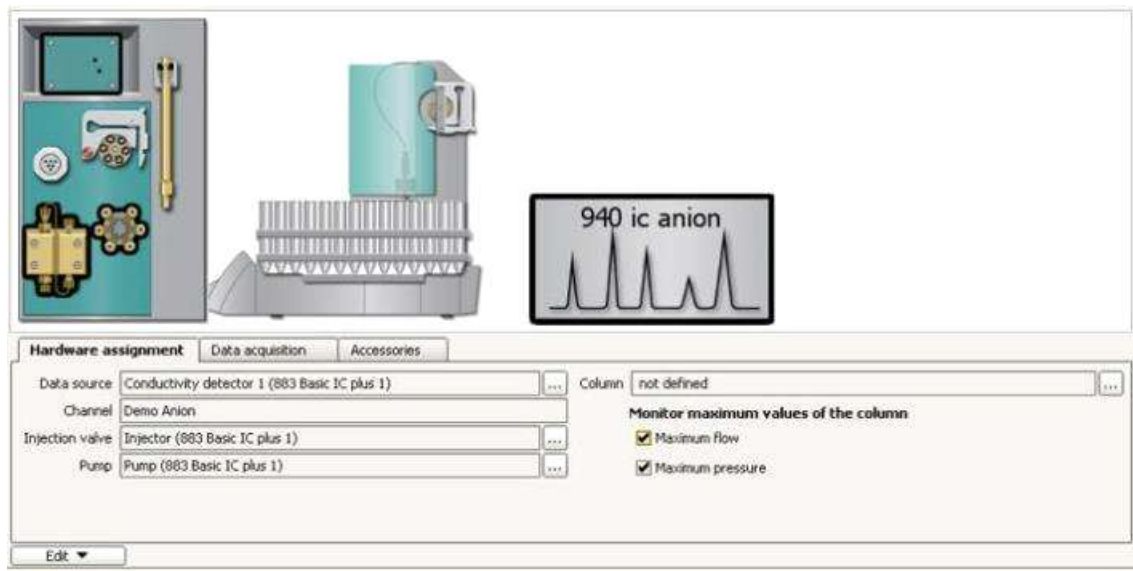 940 ic anion
Hardware assignment Data acquisition Accessories
Data source Conductivity detector 1 (883 Basic IC plus 1) ... Column not defined ...
Channel Demo Anion Monitor maximum values of the column
Injection valve Injector (883 Basic IC plus 1) ... Maximum flow
Pump Pump (883 Basic IC plus 1) ... Maximum pressure
Edit